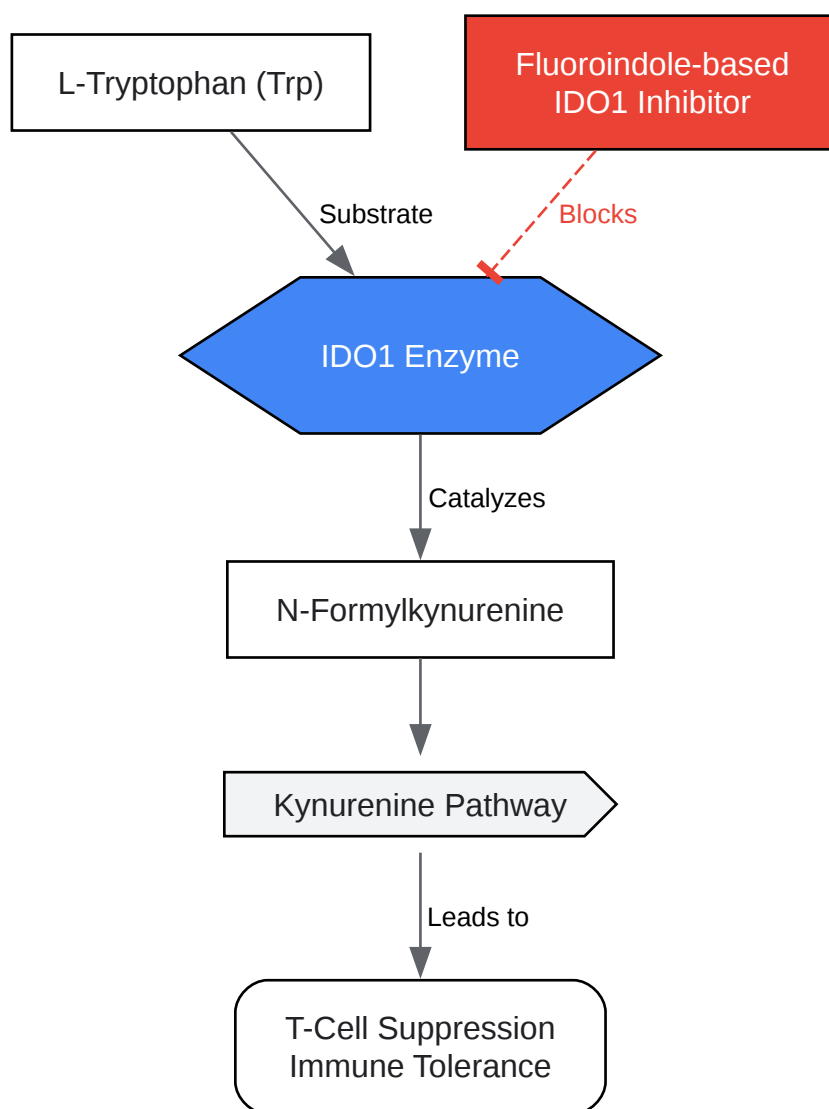 L-Tryptophan (Trp)
Fluoroindole-based
IDO1 Inhibitor
Substrate
Blocks
IDO1 Enzyme
Catalyzes
N-Formylkynurenine
Kynurenine Pathway
Leads to
T-Cell Suppression
Immune Tolerance